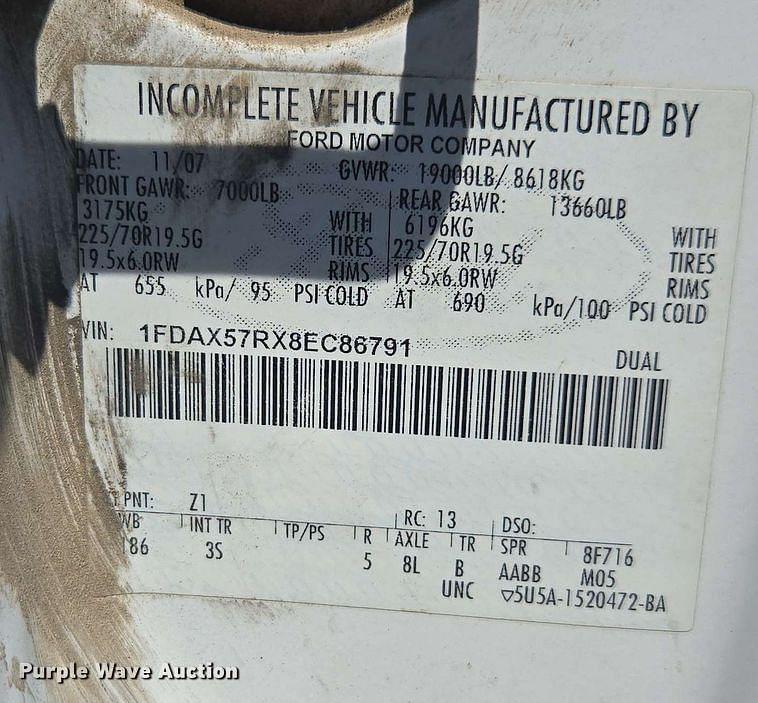 INCOMPLETE VEHICLE MANUFACTURED BY
FORD MOTOR COMPANY
DATE: 11/07 GVWR: 19000LB/ 8618KG
FRONT GAWR: 7000LB REAR GAWR: 13660LB
3175KG WITH 6196KG WITH
225/70R19.5G TIRES 225/70R19.5G TIRES
19.5x6.0RW RIMS 19.5x6.0RW RIMS
AT 655 kPa/ 95 PSI COLD AT 690 kPa/100 PSI COLD
VIN: 1FDAX57RX8EC86791
DUAL
PNT: Z1 RC: 13 DSO:
WB INT TR TP/PS R AXLE TR SPR 8F716
186 3S 5 8L B AABB M05
UNC ▽5U5A-1520472-BA
Purple Wave Auction